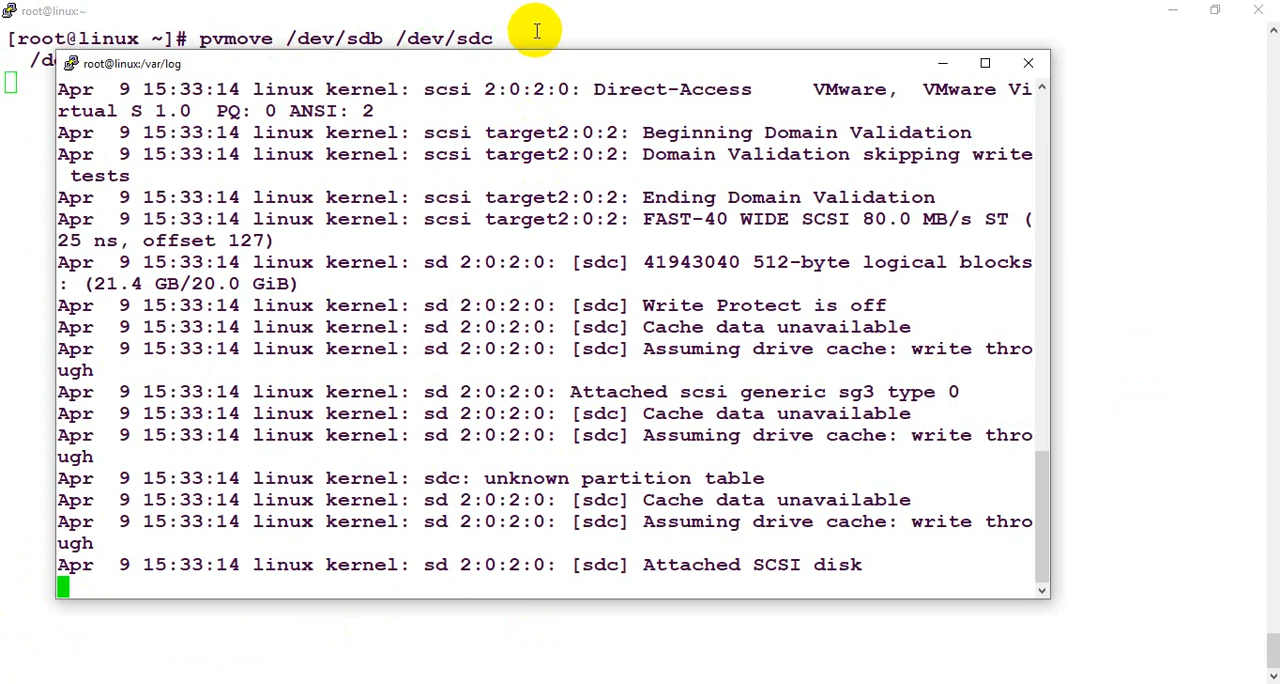 root@linux:~
[root@linux ~]# pvmove /dev/sdb /dev/sdc
/d
root@linux:/var/log
Apr  9 15:33:14 linux kernel: scsi 2:0:2:0: Direct-Access     VMware,  VMware Vi
rtual S 1.0  PQ: 0 ANSI: 2
Apr  9 15:33:14 linux kernel: scsi target2:0:2: Beginning Domain Validation
Apr  9 15:33:14 linux kernel: scsi target2:0:2: Domain Validation skipping write
 tests
Apr  9 15:33:14 linux kernel: scsi target2:0:2: Ending Domain Validation
Apr  9 15:33:14 linux kernel: scsi target2:0:2: FAST-40 WIDE SCSI 80.0 MB/s ST (
25 ns, offset 127)
Apr  9 15:33:14 linux kernel: sd 2:0:2:0: [sdc] 41943040 512-byte logical blocks
: (21.4 GB/20.0 GiB)
Apr  9 15:33:14 linux kernel: sd 2:0:2:0: [sdc] Write Protect is off
Apr  9 15:33:14 linux kernel: sd 2:0:2:0: [sdc] Cache data unavailable
Apr  9 15:33:14 linux kernel: sd 2:0:2:0: [sdc] Assuming drive cache: write thro
ugh
Apr  9 15:33:14 linux kernel: sd 2:0:2:0: Attached scsi generic sg3 type 0
Apr  9 15:33:14 linux kernel: sd 2:0:2:0: [sdc] Cache data unavailable
Apr  9 15:33:14 linux kernel: sd 2:0:2:0: [sdc] Assuming drive cache: write thro
ugh
Apr  9 15:33:14 linux kernel: sdc: unknown partition table
Apr  9 15:33:14 linux kernel: sd 2:0:2:0: [sdc] Cache data unavailable
Apr  9 15:33:14 linux kernel: sd 2:0:2:0: [sdc] Assuming drive cache: write thro
ugh
Apr  9 15:33:14 linux kernel: sd 2:0:2:0: [sdc] Attached SCSI disk